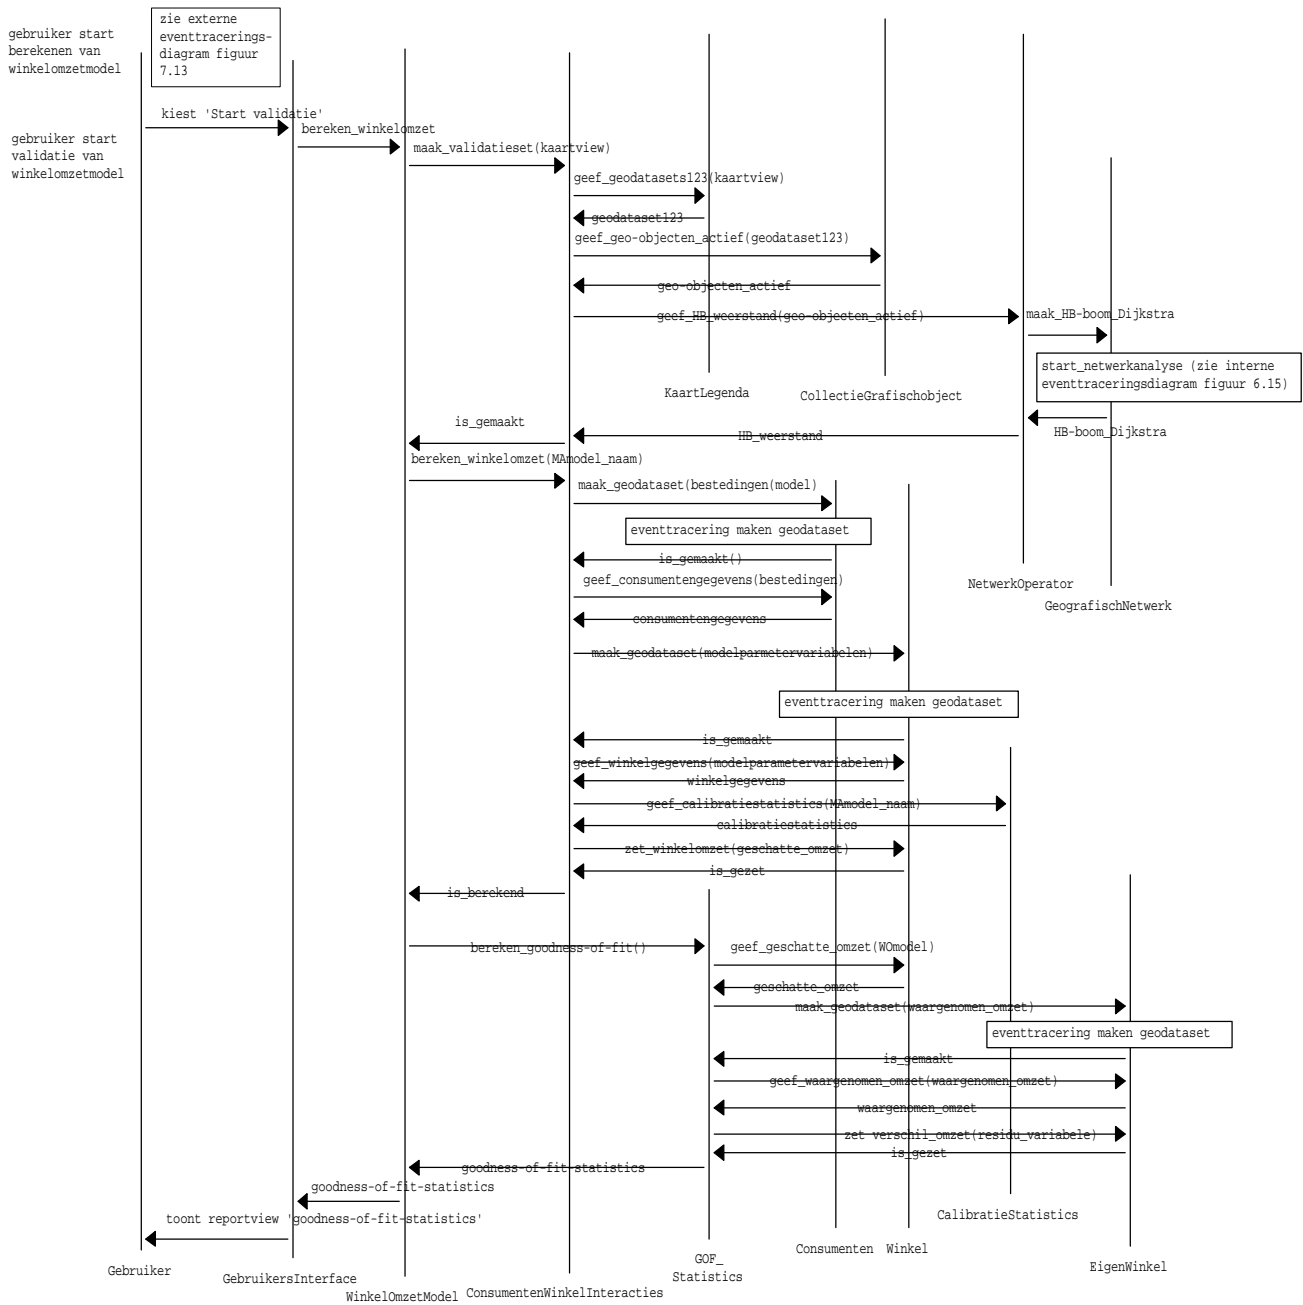 zie externe
eventtracerings-
diagram figuur
7.13
gebruiker start
berekenen van
winkelomzetmodel
kiest 'Start validatie'
gebruiker start
validatie van
winkelomzetmodel
bereken_winkelomzet
maak_validatieset(kaartview)
geef_geodatasets123(kaartview)
geodataset123
geef_geo-objecten_actief(geodataset123)
geo-objecten_actief
geef_HB_weerstand(geo-objecten_actief)
maak_HB-boom_Dijkstra
start_netwerkanalyse (zie interne
eventtraceringsdiagram figuur 6.15)
KaartLegenda
CollectieGrafischobject
is_gemaakt
HB_weerstand
HB-boom_Dijkstra
bereken_winkelomzet(MAmodel_naam)
maak_geodataset(bestedingen(model)
eventtracering maken geodataset
is_gemaakt()
geef_consumentengegevens(bestedingen)
NetwerkOperator
GeografischNetwerk
consumentengegevens
maak_geodataset(modelparmetervariabelen)
eventtracering maken geodataset
is_gemaakt
geef_winkelgegevens(modelparametervariabelen)
winkelgegevens
geef_calibratiestatistics(MAmodel_naam)
calibratiestatistics
zet_winkelomzet(geschatte_omzet)
is_gezet
is_berekend
bereken_goodness-of-fit()
geef_geschatte_omzet(WOmodel)
geschatte_omzet
maak_geodataset(waargenomen_omzet)
eventtracering maken geodataset
is_gemaakt
geef_waargenomen_omzet(waargenomen_omzet)
waargenomen_omzet
zet verschil_omzet(residu_variabele)
is_gezet
goodness-of-fit-statistics
goodness-of-fit-statistics
toont reportview 'goodness-of-fit-statistics'
CalibratieStatistics
Consumenten
Winkel
GOF_
Statistics
EigenWinkel
Gebruiker
GebruikersInterface
WinkelOmzetModel
ConsumentenWinkelInteracties